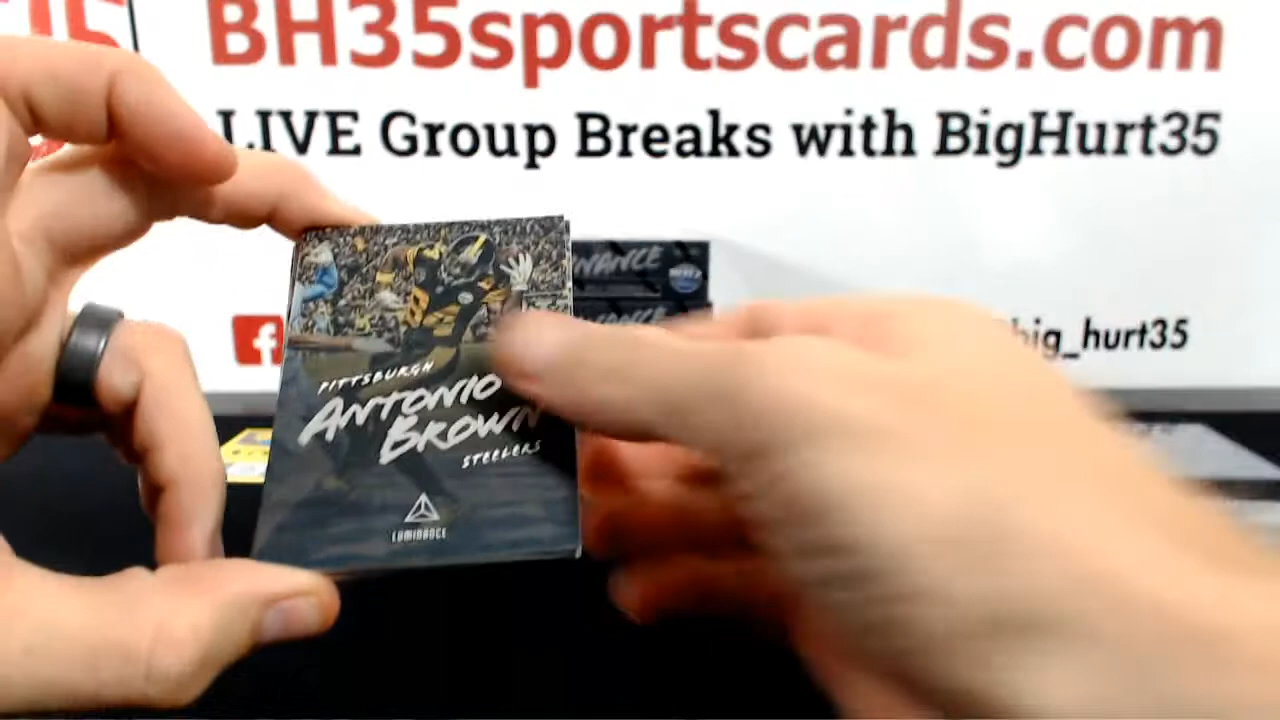 BH35sportscards.com
LIVE Group Breaks with BigHurt35
big_hurt35
PITTSBURGH
ANTONIO
BROWN
STEELERS
LUMINANCE